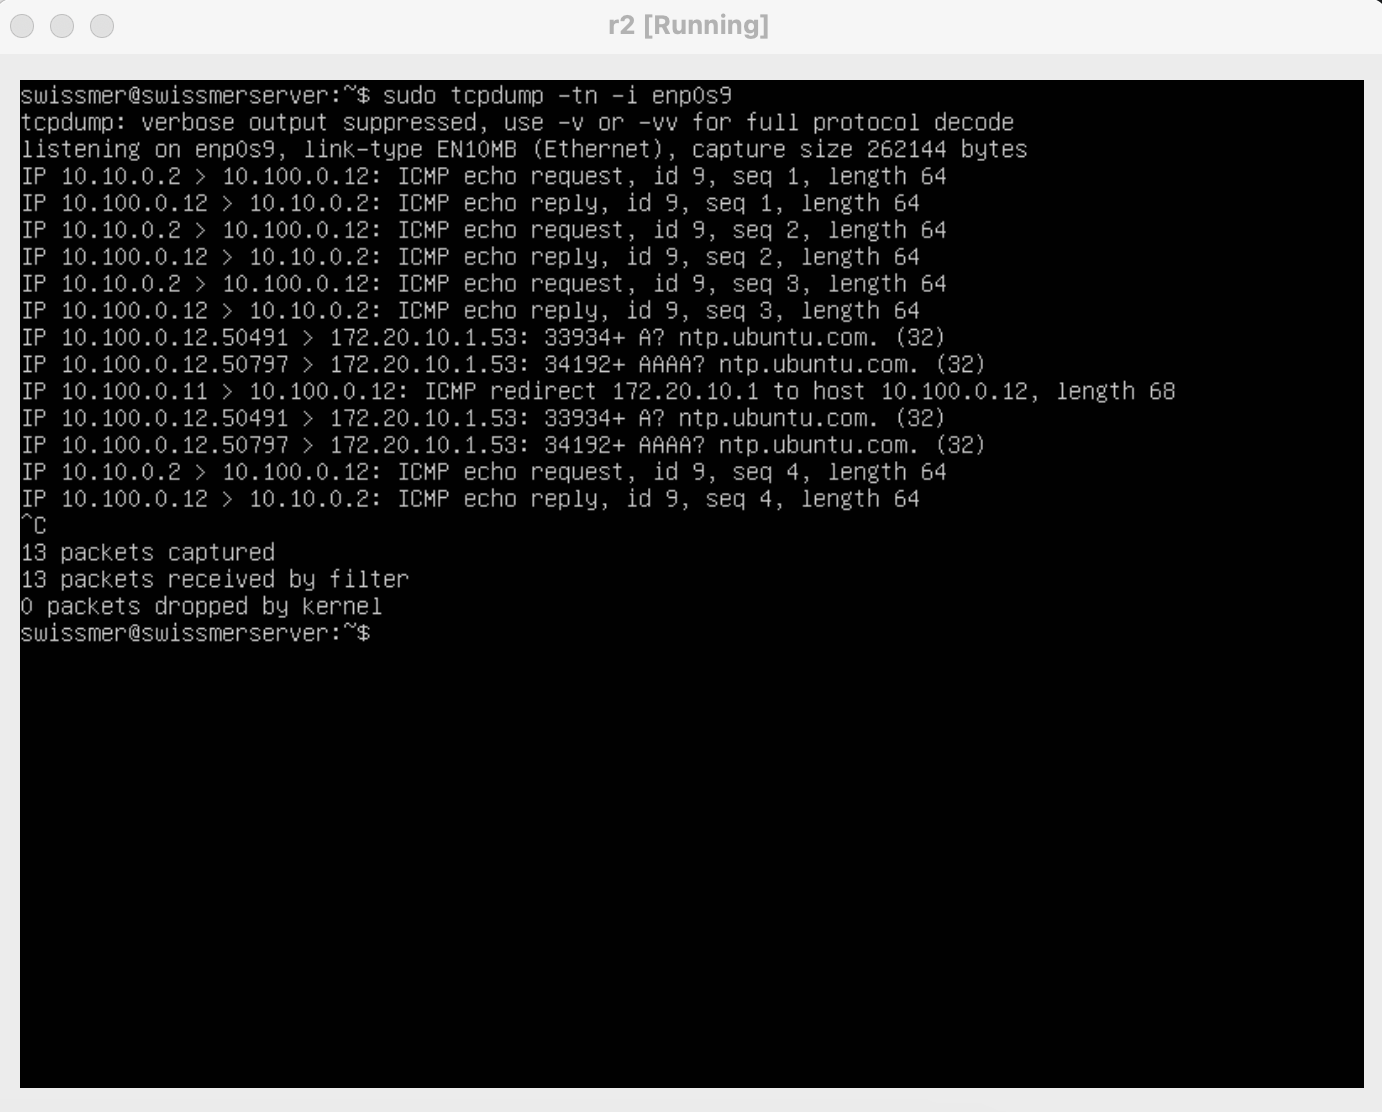 r2 [Running]
swissmer@swissmerserver:~$ sudo tcpdump -tn -i enp0s9
tcpdump: verbose output suppressed, use -v or -vv for full protocol decode
listening on enp0s9, link-type EN10MB (Ethernet), capture size 262144 bytes
IP 10.10.0.2 > 10.100.0.12: ICMP echo request, id 9, seq 1, length 64
IP 10.100.0.12 > 10.10.0.2: ICMP echo reply, id 9, seq 1, length 64
IP 10.10.0.2 > 10.100.0.12: ICMP echo request, id 9, seq 2, length 64
IP 10.100.0.12 > 10.10.0.2: ICMP echo reply, id 9, seq 2, length 64
IP 10.10.0.2 > 10.100.0.12: ICMP echo request, id 9, seq 3, length 64
IP 10.100.0.12 > 10.10.0.2: ICMP echo reply, id 9, seq 3, length 64
IP 10.100.0.12.50491 > 172.20.10.1.53: 33934+ A? ntp.ubuntu.com. (32)
IP 10.100.0.12.50797 > 172.20.10.1.53: 34192+ AAAA? ntp.ubuntu.com. (32)
IP 10.100.0.11 > 10.100.0.12: ICMP redirect 172.20.10.1 to host 10.100.0.12, length 68
IP 10.100.0.12.50491 > 172.20.10.1.53: 33934+ A? ntp.ubuntu.com. (32)
IP 10.100.0.12.50797 > 172.20.10.1.53: 34192+ AAAA? ntp.ubuntu.com. (32)
IP 10.10.0.2 > 10.100.0.12: ICMP echo request, id 9, seq 4, length 64
IP 10.100.0.12 > 10.10.0.2: ICMP echo reply, id 9, seq 4, length 64
^C
13 packets captured
13 packets received by filter
0 packets dropped by kernel
swissmer@swissmerserver:~$